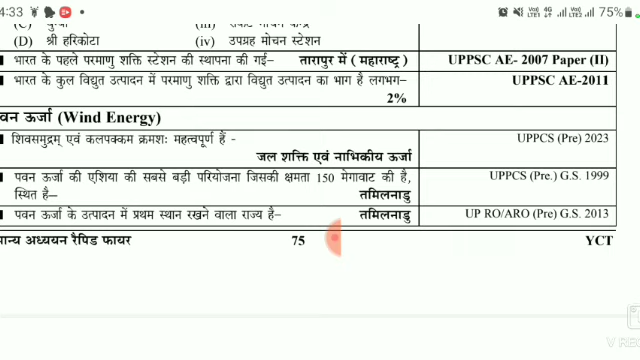 4:33
75%
(C) चुम्बा (iii) राकेट मोचन केन्द्र
(D) श्री हरिकोटा (iv) उपग्रह मोचन स्टेशन
भारत के पहले परमाणु शक्ति स्टेशन की स्थापना की गई– तारापुर में ( महाराष्ट्र ) UPPSC AE- 2007 Paper (II)
भारत के कुल विद्युत उत्पादन में परमाणु शक्ति द्वारा विद्युत उत्पादन का भाग है लगभग- UPPSC AE-2011
2%
वन ऊर्जा (Wind Energy)
शिवसमुद्रम् एवं कलपक्कम क्रमशः महत्वपूर्ण हैं - UPPCS (Pre) 2023
जल शक्ति एवं नाभिकीय ऊर्जा
पवन ऊर्जा की एशिया की सबसे बड़ी परियोजना जिसकी क्षमता 150 मेगावाट की है, UPPCS (Pre.) G.S. 1999
स्थित है— तमिलनाडु
पवन ऊर्जा के उत्पादन में प्रथम स्थान रखने वाला राज्य है- तमिलनाडु UP RO/ARO (Pre) G.S. 2013
मान्य अध्ययन रैपिड फायर 75 YCT
V REC